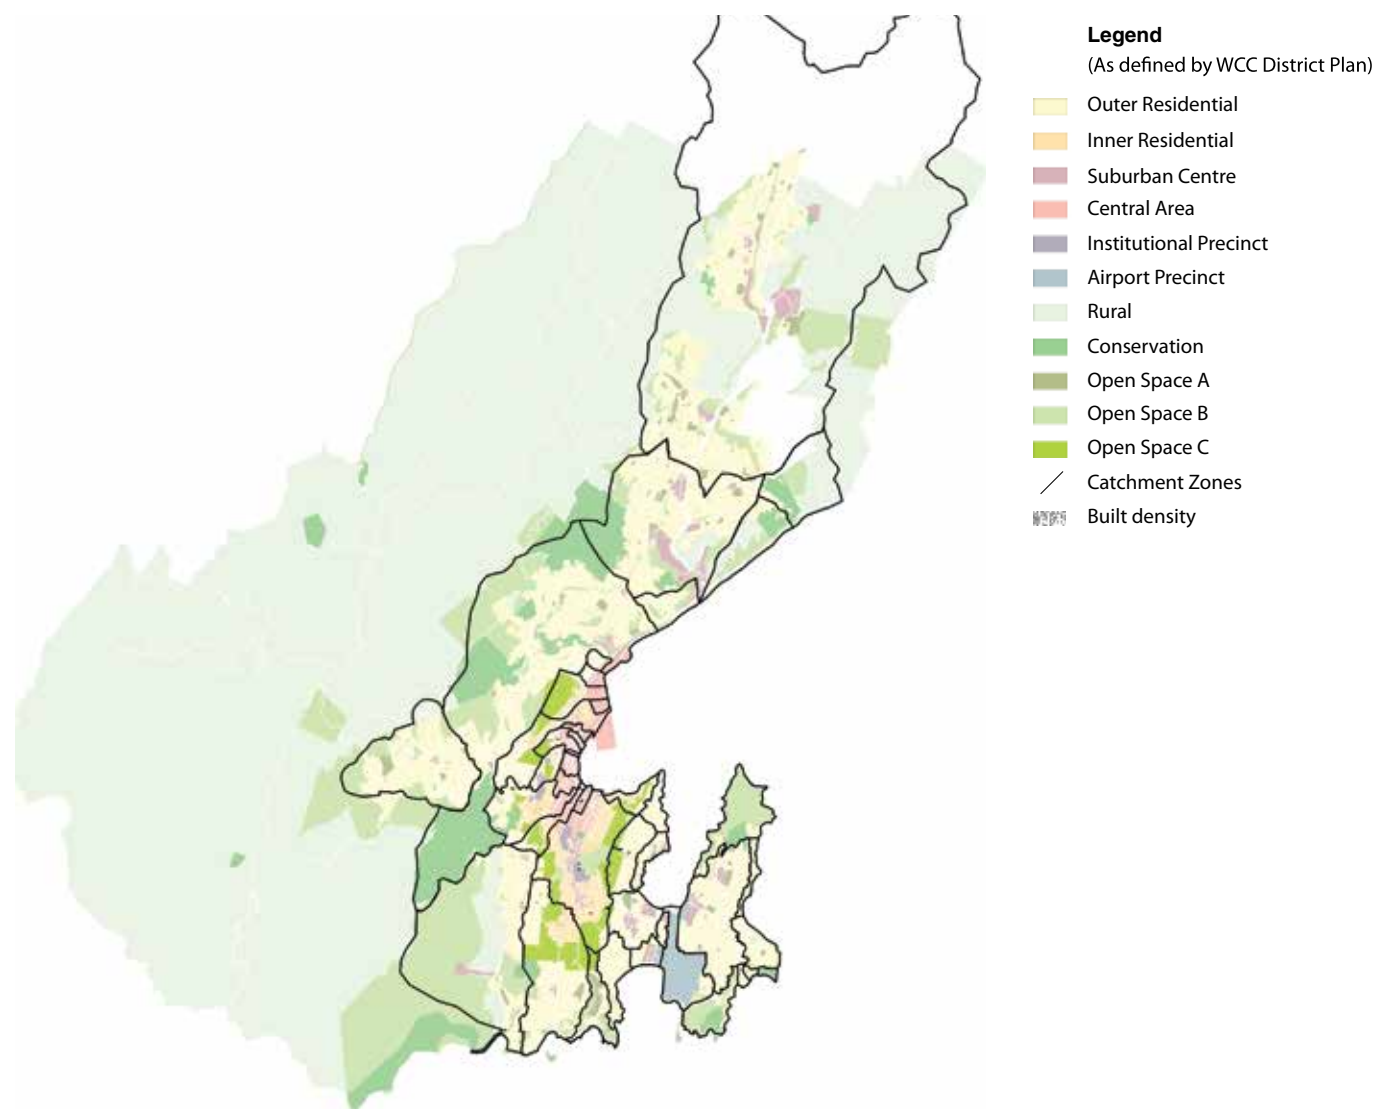 Legend
(As defined by WCC District Plan)
Outer Residential
Inner Residential
Suburban Centre
Central Area
Institutional Precinct
Airport Precinct
Rural
Conservation
Open Space A
Open Space B
Open Space C
Catchment Zones
Built density